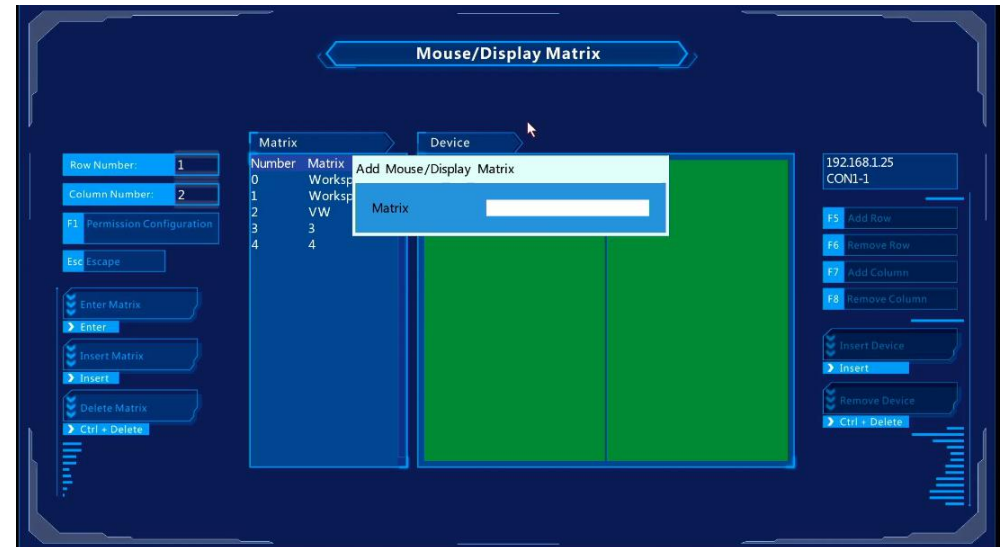 Mouse/Display Matrix
Matrix
Device
Row Number: 1
Column Number: 2
F1 Permission Configuration
Esc Escape
Enter Matrix
Enter
Insert Matrix
Insert
Delete Matrix
Ctrl + Delete
Number Matrix
0 Worksp
1 Worksp
2 VW
3 3
4 4
Add Mouse/Display Matrix
Matrix
192.168.1.25
CON1-1
F5 Add Row
F6 Remove Row
F7 Add Column
F8 Remove Column
Insert Device
Insert
Remove Device
Ctrl + Delete